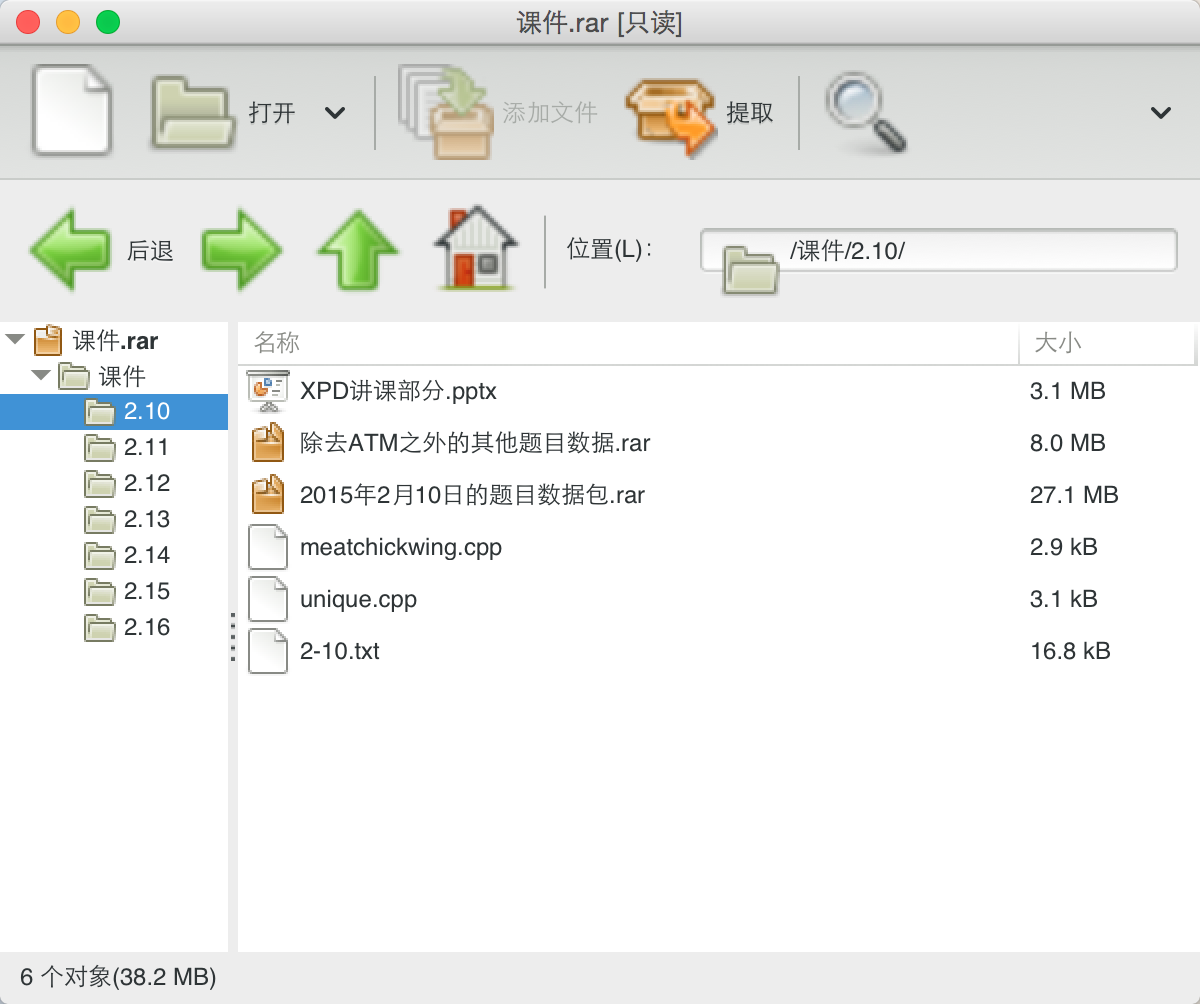 课件.rar [只读]
打开
添加文件
提取
后退
位置(L):
/课件/2.10/
课件.rar
课件
2.10
2.11
2.12
2.13
2.14
2.15
2.16
名称 大小
XPD讲课部分.pptx 3.1 MB
除去ATM之外的其他题目数据.rar 8.0 MB
2015年2月10日的题目数据包.rar 27.1 MB
meatchickwing.cpp 2.9 kB
unique.cpp 3.1 kB
2-10.txt 16.8 kB
6 个对象(38.2 MB)